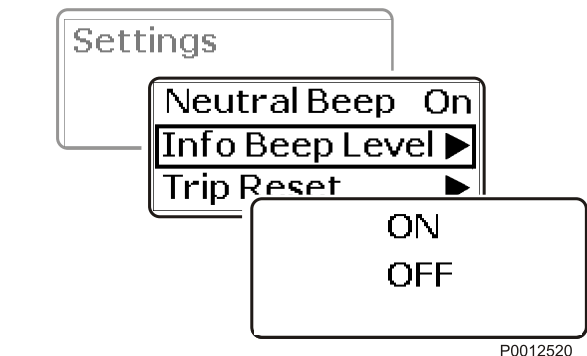 Settings
Neutral Beep On
Info Beep Level ▶
Trip Reset ▶
ON
OFF
P0012520